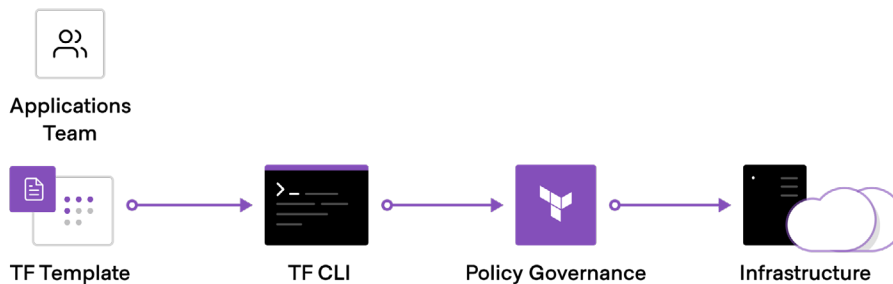 Applications
Team
TF Template
TF CLI
Policy Governance
Infrastructure